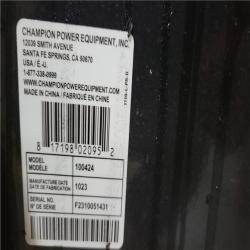 CHAMPION POWER EQUIPMENT, INC.
12039 SMITH AVENUE
SANTA FE SPRINGS, CA 90670
USA / É.-U.
1-877-338-0999
WWW.CHAMPIONPOWEREQUIPMENT.COM
MADE IN CHINA / FABRIQUÉ EN CHINE
8 17198 02095 2
MODEL
MODÈLE
100424
MANUFACTURE DATE
DATE DE FABRICATION
1023
SERIAL NO.
Nº DE SÉRIE
F2310051431